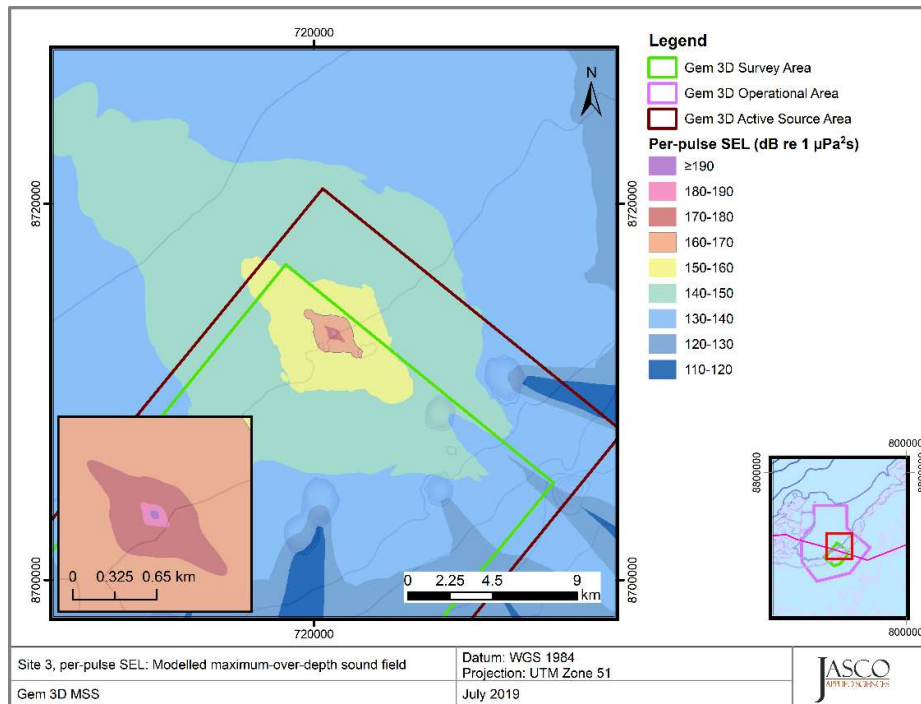 720000
N
8720000
8720000
8700000
8700000
0 0.325 0.65 km
0 2.25 4.5 9
km
720000
Legend
Gem 3D Survey Area
Gem 3D Operational Area
Gem 3D Active Source Area
Per-pulse SEL (dB re 1 µPa²s)
≥190
180-190
170-180
160-170
150-160
140-150
130-140
120-130
110-120
800000
8800000
8800000
800000
Site 3, per-pulse SEL: Modelled maximum-over-depth sound field
Gem 3D MSS
Datum: WGS 1984
Projection: UTM Zone 51
July 2019
JASCO
APPLIED SCIENCES